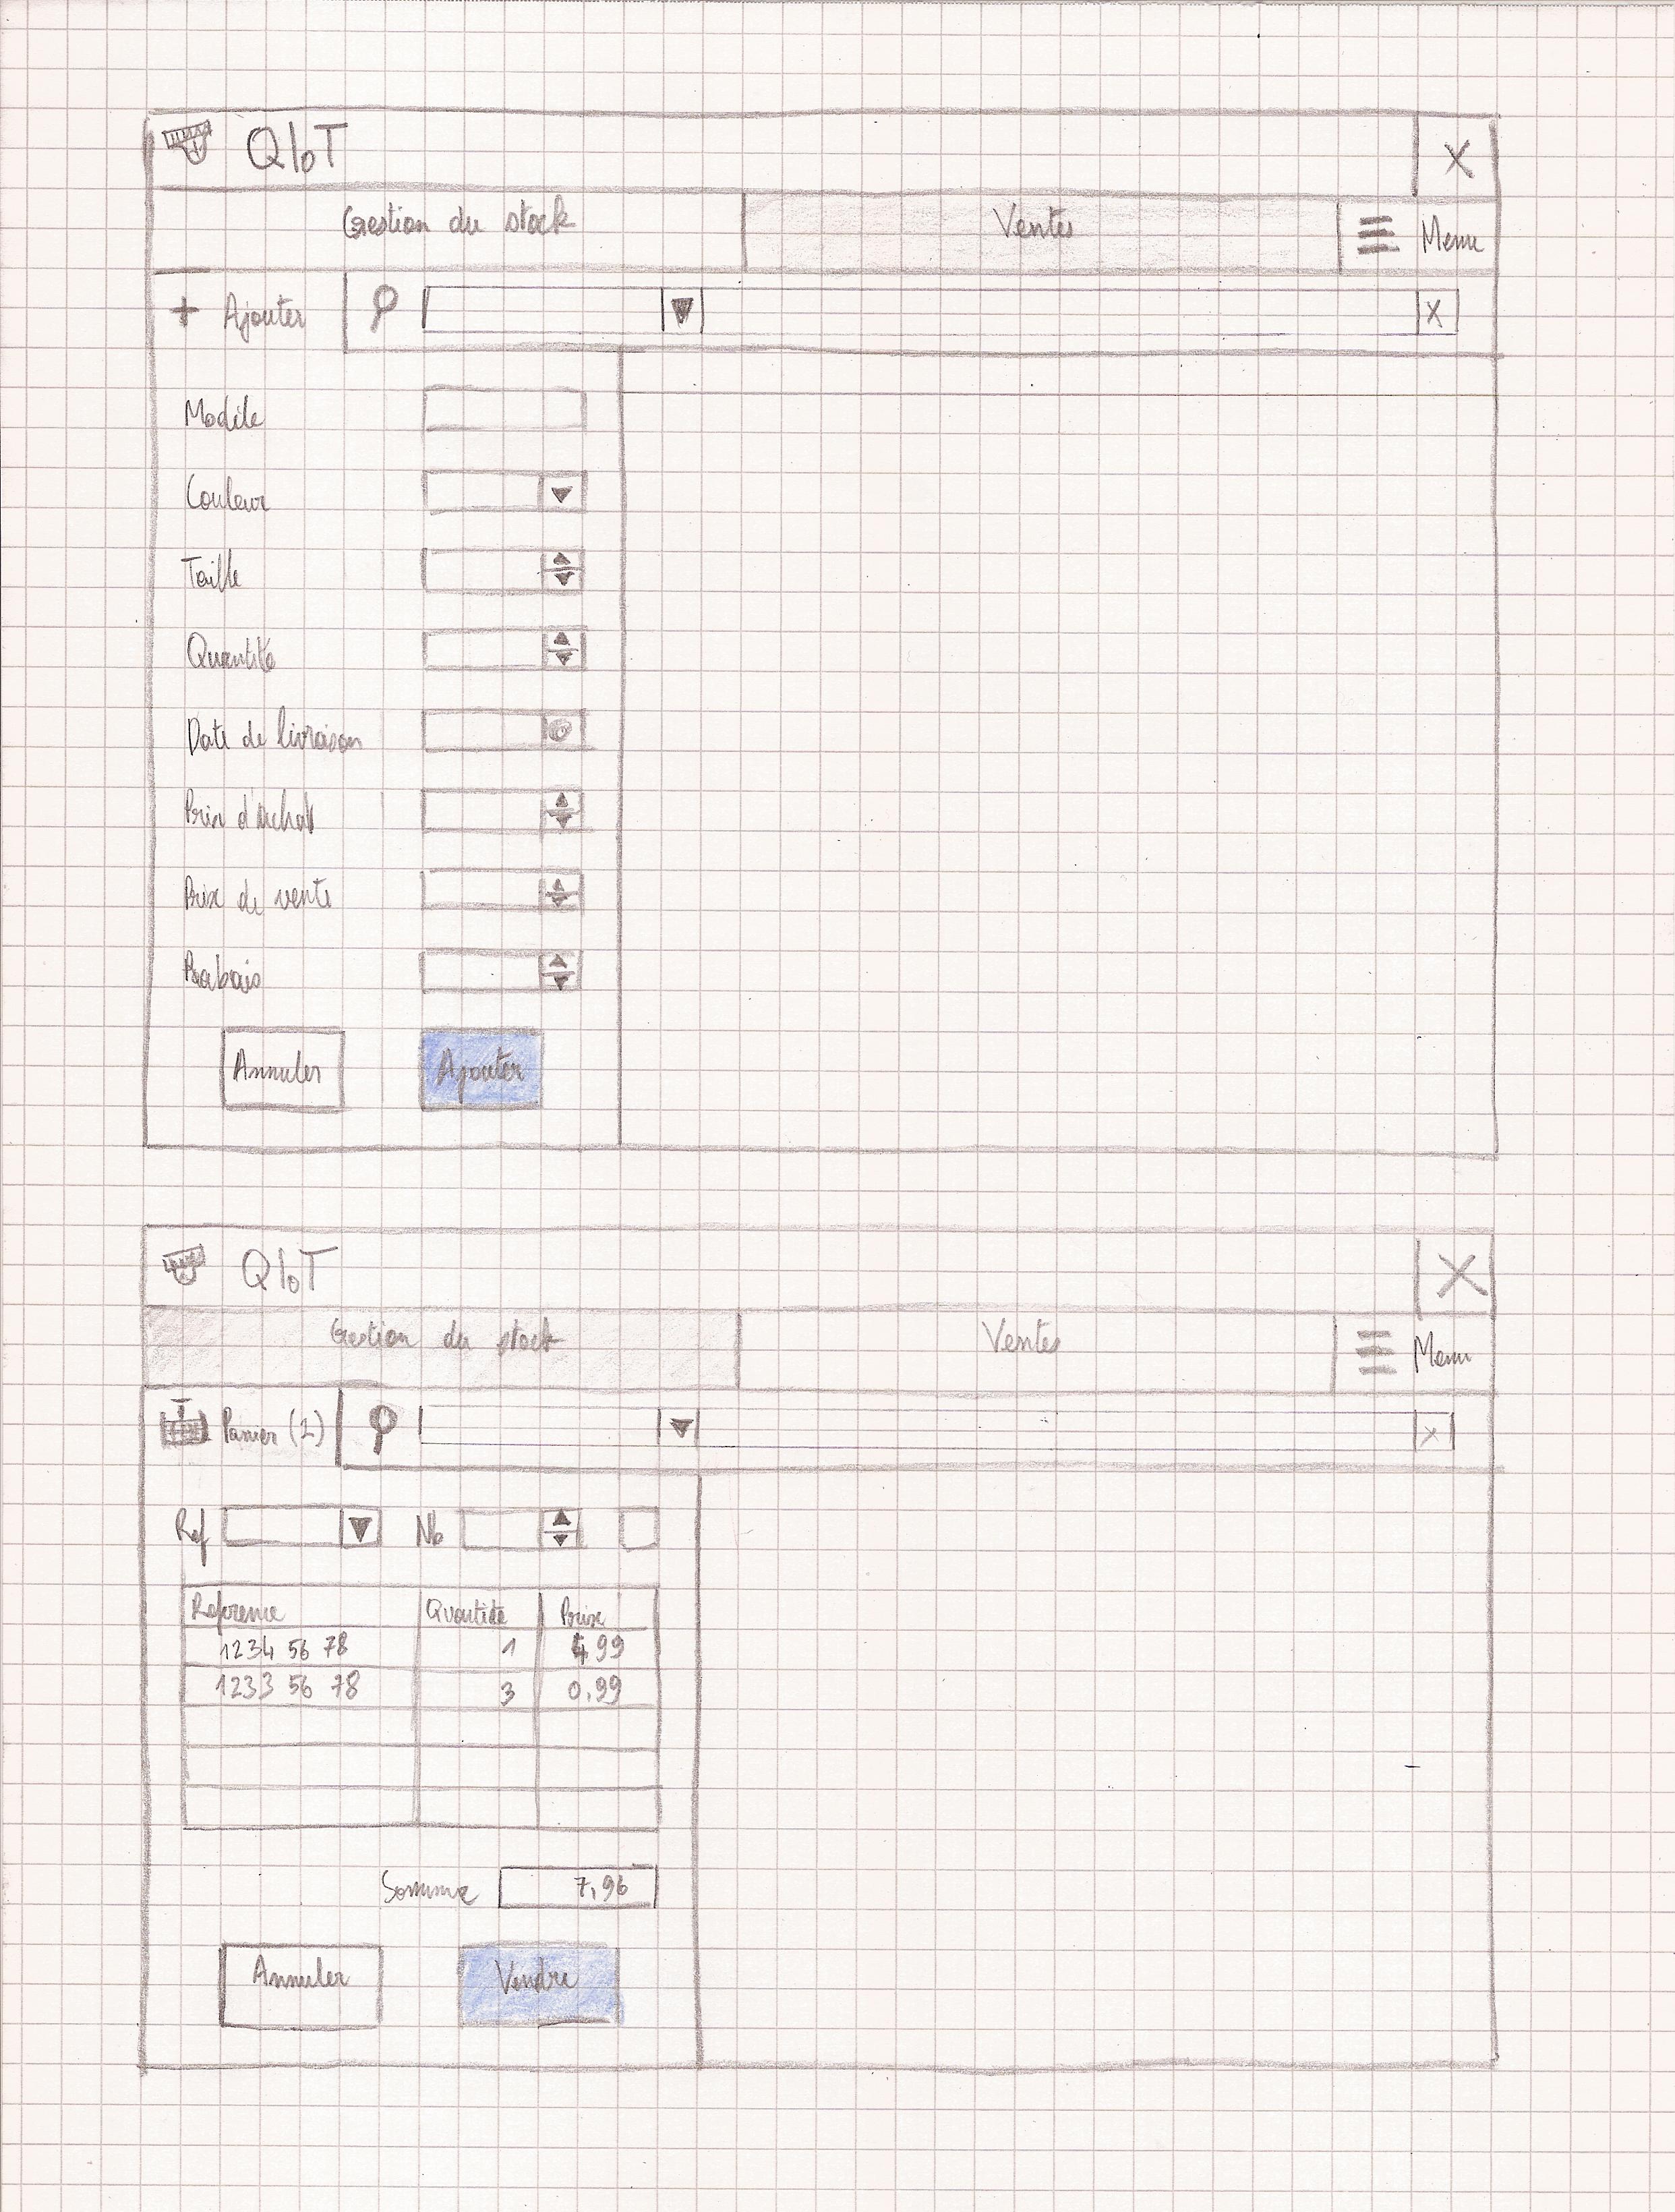 QIoT X
Gestion du stock Ventes Menu
+ Ajouter X
Modèle
Couleur
Taille
Quantité
Date de livraison
Prix d'achat
Prix de vente
Rabais
Annuler Ajouter
QIoT X
Gestion du stock Ventes Menu
Panier (2) x
Ref Nb
Reference Quantité Prix
1234 56 78 1 4,99
1233 56 78 3 0,99
Somme 7,96
Annuler Vendre